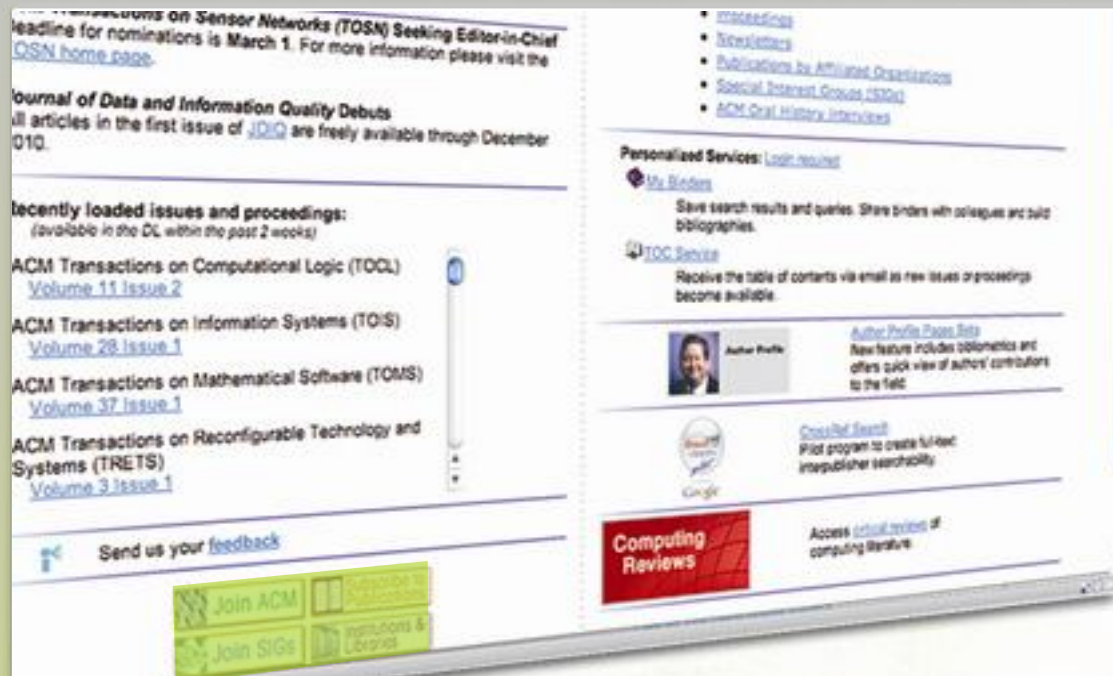 Transactions on Sensor Networks (TOSN) Seeking Editor-in-Chief
eadline for nominations is March 1. For more information please visit the
TOSN home page.
ournal of Data and Information Quality Debuts
ll articles in the first issue of JDIQ are freely available through December
010.
Recently loaded issues and proceedings:
(available in the DL within the past 2 weeks)
ACM Transactions on Computational Logic (TOCL)
Volume 11 Issue 2
ACM Transactions on Information Systems (TOIS)
Volume 28 Issue 1
ACM Transactions on Mathematical Software (TOMS)
Volume 37 Issue 1
ACM Transactions on Reconfigurable Technology and
Systems (TRETS)
Volume 3 Issue 1
Send us your feedback
Join ACM
Subscribe to
Publications
Join SIGs
Institutions &
Libraries
Proceedings
Newsletters
Publications by Affiliated Organizations
Special Interest Groups (SIGs)
ACM Oral History interviews
Personalized Services: Login required
My Binders
Save search results and queries. Share binders with colleagues and build
bibliographies.
TOC Service
Receive the table of contents via email as new issues or proceedings
become available.
Author Profile
Author Profile Pages Beta
New feature includes bibliometrics and
offers quick view of authors' contributions
to the field
CrossRef Search
Pilot program to create full-text
interpublisher searchability.
Google
Computing
Reviews
Access critical reviews of
computing literature.